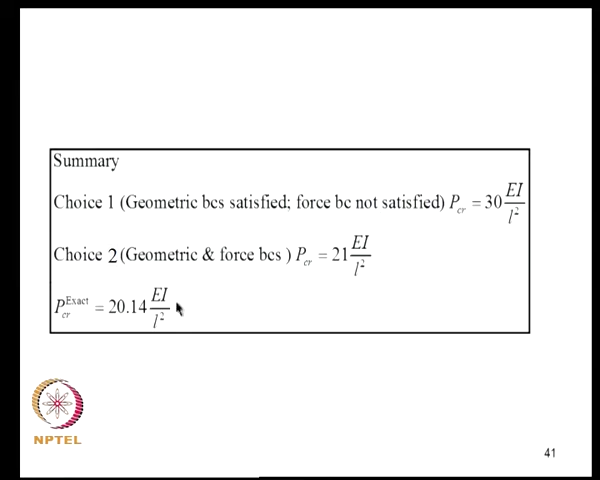 Summary
Choice 1 (Geometric bcs satisfied; force bc not satisfied) P_cr = 30 EI/l²
Choice 2 (Geometric & force bcs ) P_cr = 21 EI/l²
P_cr^Exact = 20.14 EI/l²
NPTEL
41